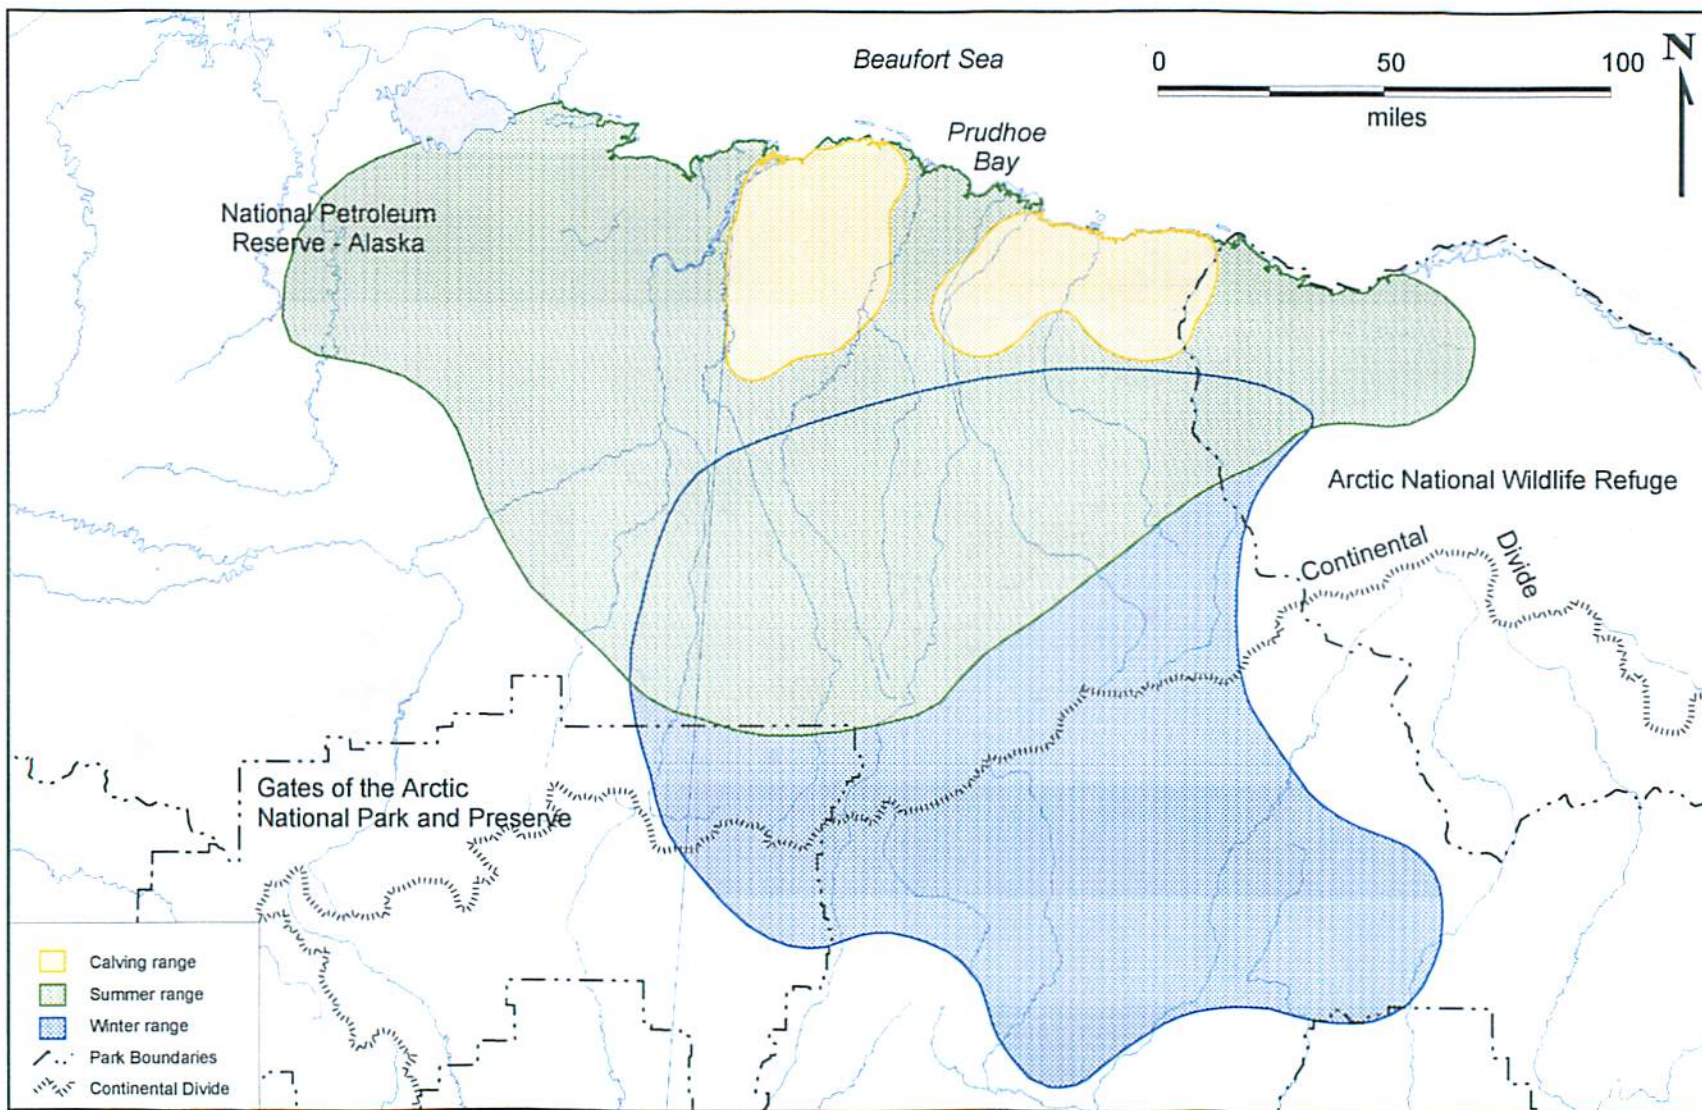 Beaufort Sea
0 50 100
miles
N
Prudhoe
Bay
National Petroleum
Reserve - Alaska
Arctic National Wildlife Refuge
Continental
Divide
Gates of the Arctic
National Park and Preserve
Calving range
Summer range
Winter range
Park Boundaries
Continental Divide